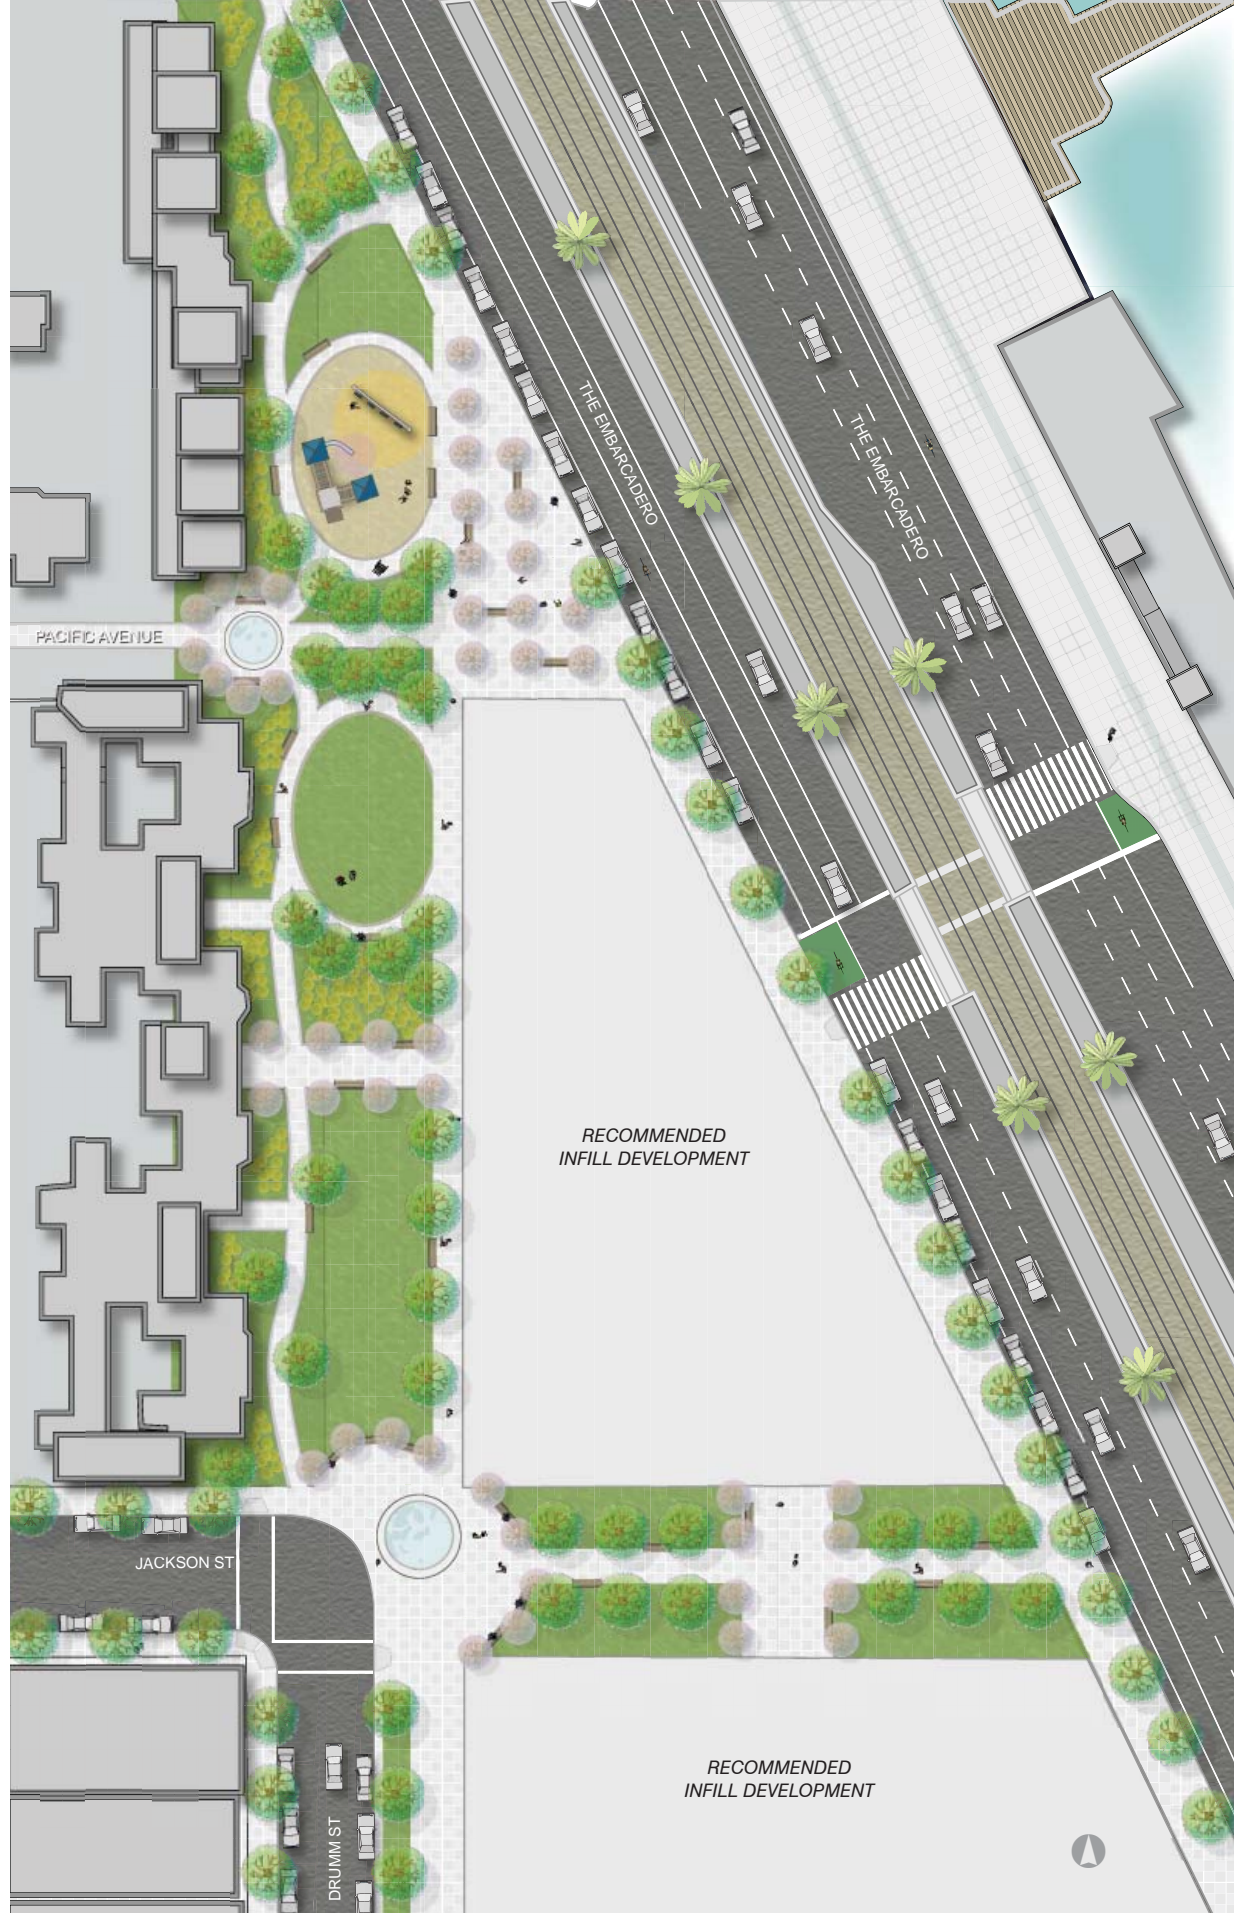 THE EMBARCADERO
THE EMBARCADERO
PACIFIC AVENUE
RECOMMENDED
INFILL DEVELOPMENT
JACKSON ST
RECOMMENDED
INFILL DEVELOPMENT
DRUMM ST